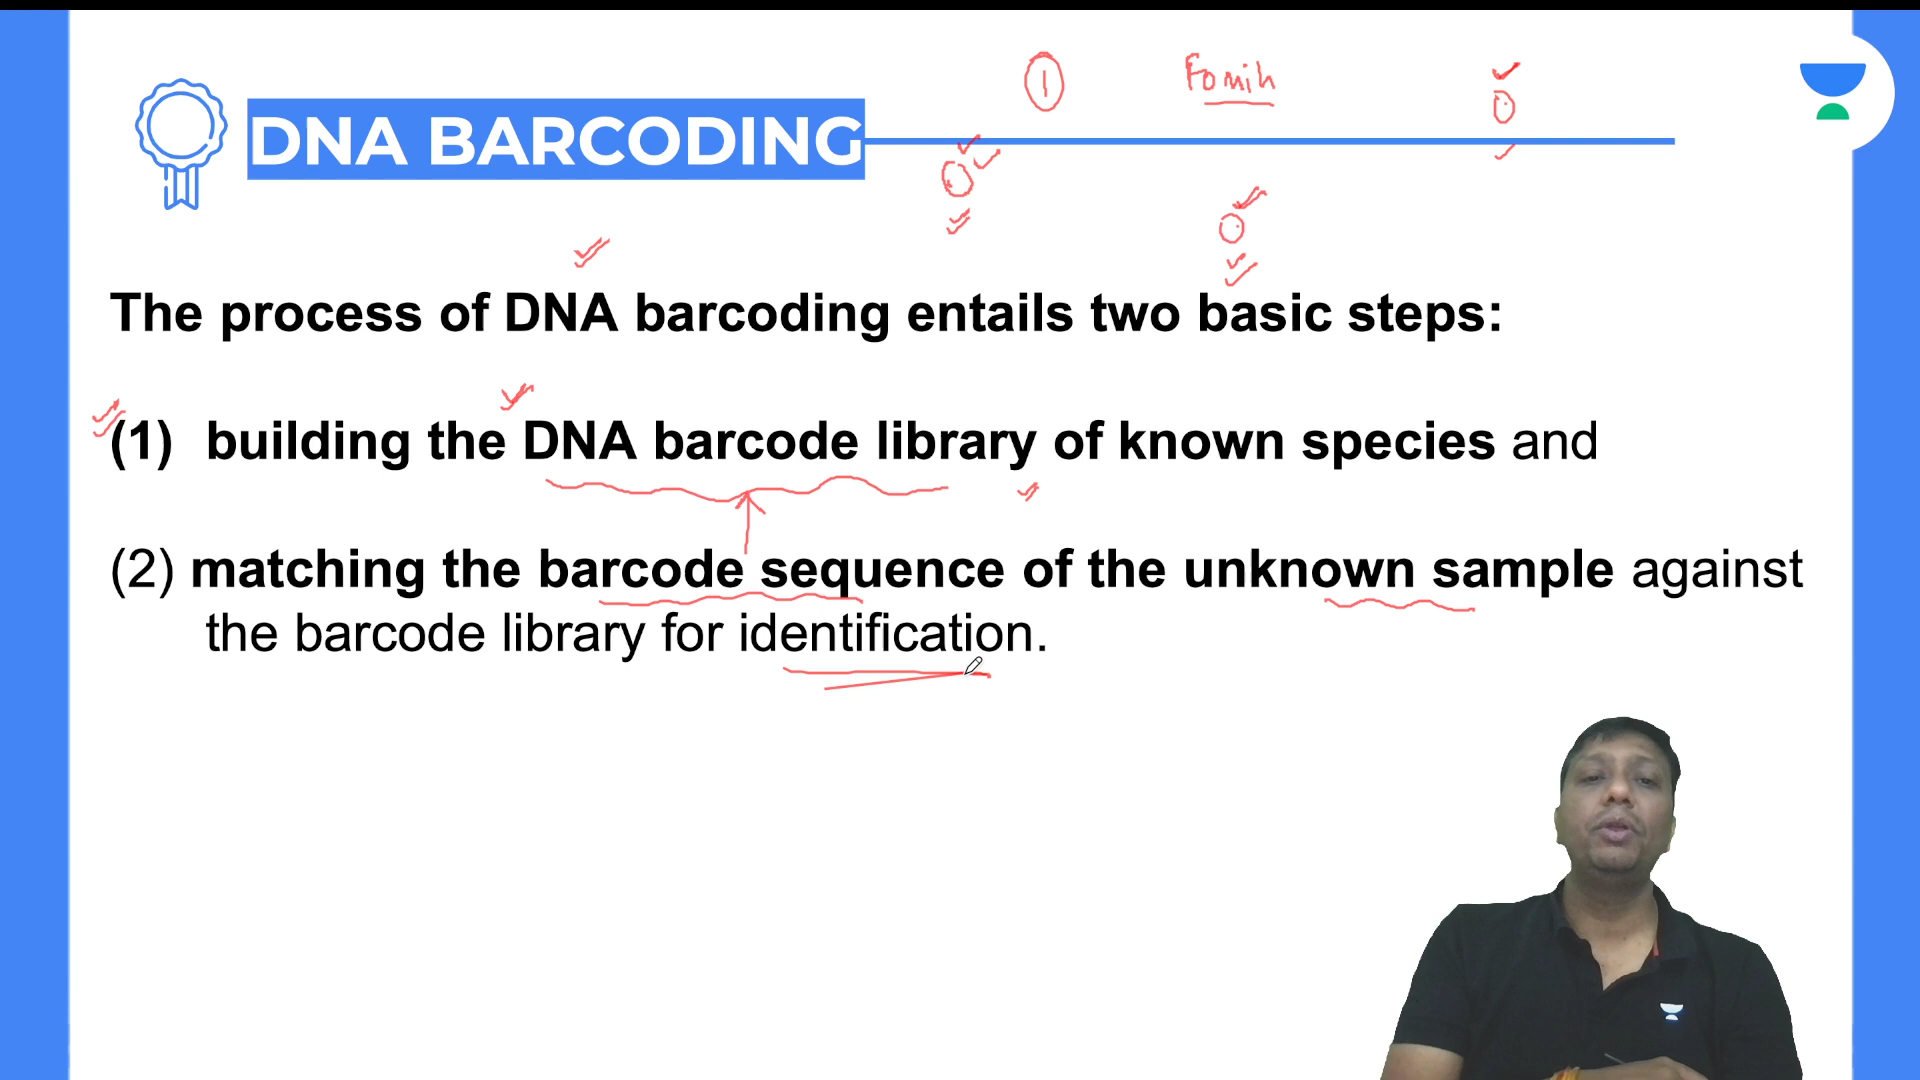 1
DNA BARCODING
The process of DNA barcoding entails two basic steps:
(1) building the DNA barcode library of known species and
(2) matching the barcode sequence of the unknown sample against
the barcode library for identification.